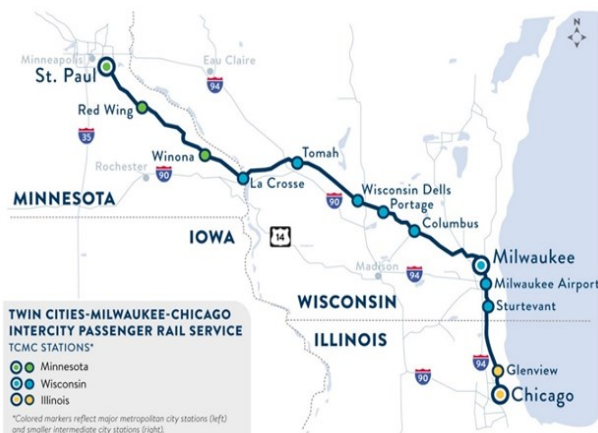 N
Minneapolis
St. Paul
Eau Claire
94
Red Wing
35
Winona
Rochester
90
La Crosse
Tomah
90
Wisconsin Dells
Portage
Columbus
MINNESOTA
IOWA
14
Madison
94
Milwaukee
Milwaukee Airport
Sturtevant
WISCONSIN
ILLINOIS
94
90
Glenview
Chicago
TWIN CITIES-MILWAUKEE-CHICAGO
INTERCITY PASSENGER RAIL SERVICE
TCMC STATIONS*
Minnesota
Wisconsin
Illinois
*Colored markers reflect major metropolitan city stations (left)
and smaller intermediate city stations (right).